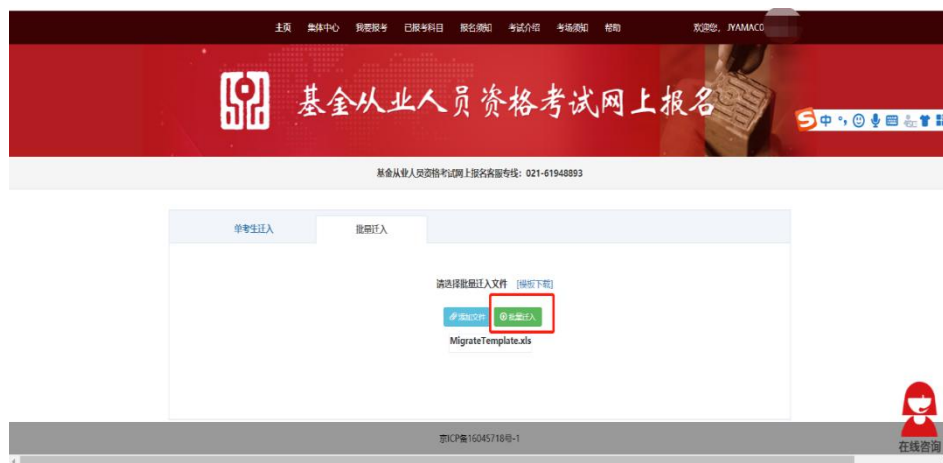 主页 集体中心 我要报考 已报考科目 报名须知 考试介绍 考场须知 帮助 欢迎您，JYAMAC0
基金从业人员资格考试网上报名
中
基金从业人员资格考试网上报名客服专线：021-61948893
单考生迁入 批量迁入
请选择批量迁入文件 [模板下载]
添加文件 批量迁入
MigrateTemplate.xls
京ICP备16045718号-1
在线咨询